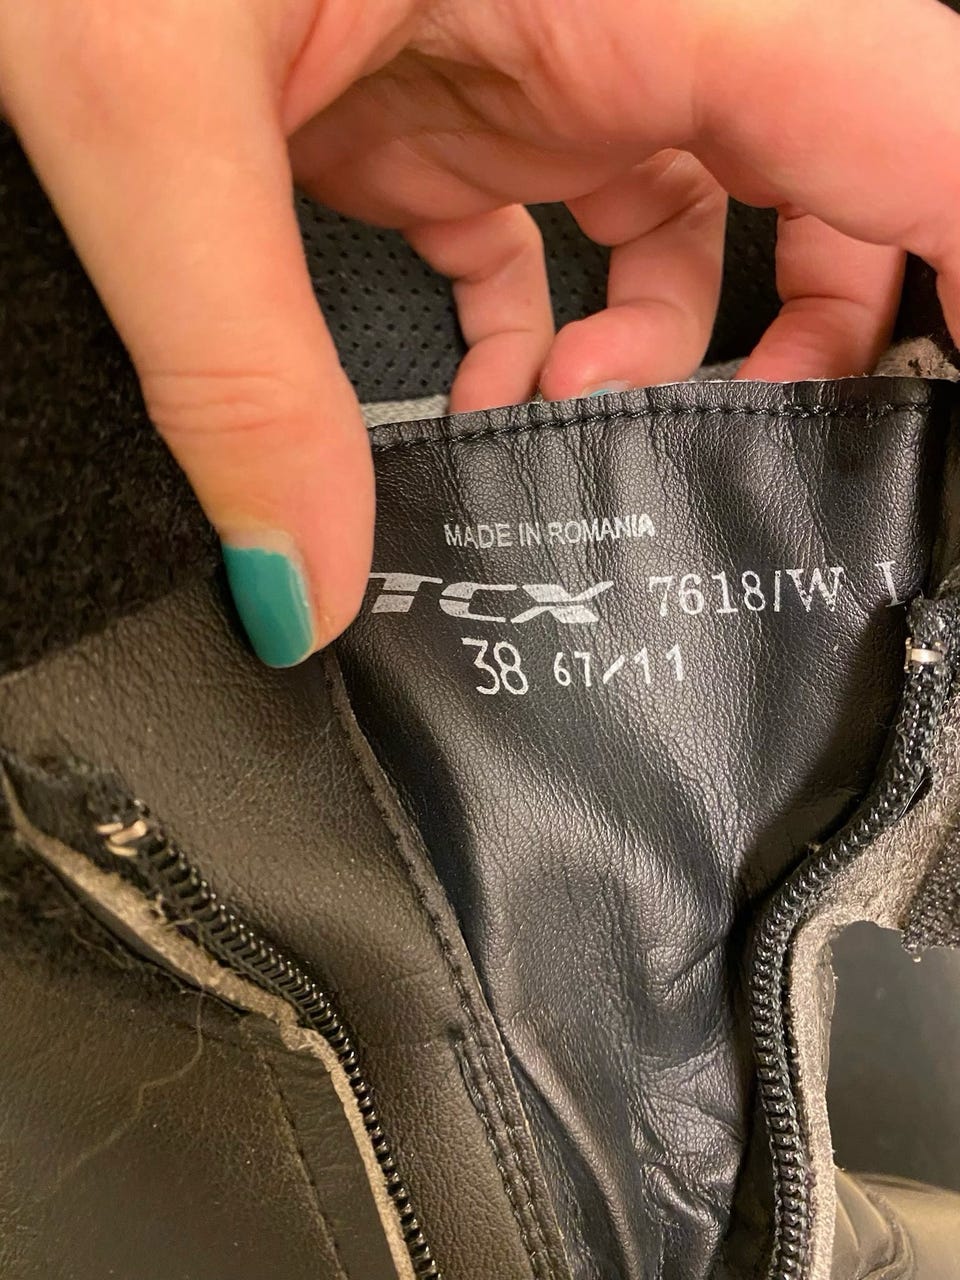 MADE IN ROMANIA
TCX 7618/W I
38 67/11